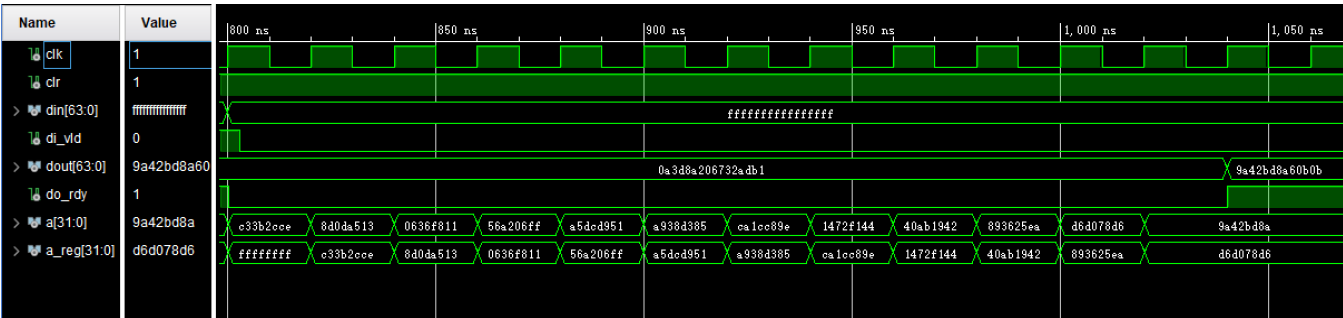 Name Value
800 ns 850 ns 900 ns 950 ns 1,000 ns 1,050 ns
clk 1
clr 1
din[63:0] ffffffffffffffff ffffffffffffffff
di_vld 0
dout[63:0] 9a42bd8a60 0a3d8a206732adb1 9a42bd8a60b0b
do_rdy 1
a[31:0] 9a42bd8a c33b2cce 8d0da513 0636f811 56a206ff a5dcd951 a938d385 ca1cc89e 1472f144 40ab1942 893625ea d6d078d6 9a42bd8a
a_reg[31:0] d6d078d6 ffffffff c33b2cce 8d0da513 0636f811 56a206ff a5dcd951 a938d385 ca1cc89e 1472f144 40ab1942 893625ea d6d078d6